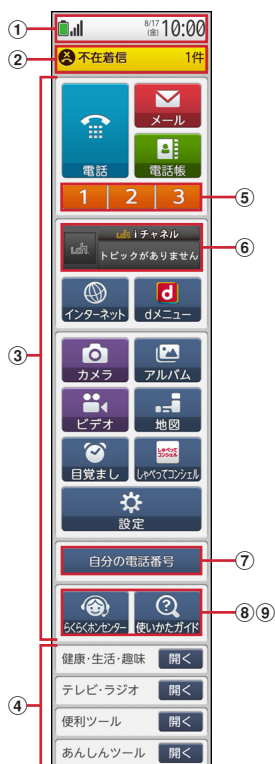 ① 8/17 (金) 10:00
② 不在着信 1件
電話 メール
電話帳
1 2 3 ⑤
iチャネル ⑥
トピックがありません
インターネット dメニュー
③
カメラ アルバム
ビデオ 地図
目覚まし しゃべってコンシェル
設定
自分の電話番号 ⑦
らくらくホンセンター 使いかたガイド ⑧⑨
健康・生活・趣味 開く
テレビ・ラジオ 開く
④
便利ツール 開く
あんしんツール 開く